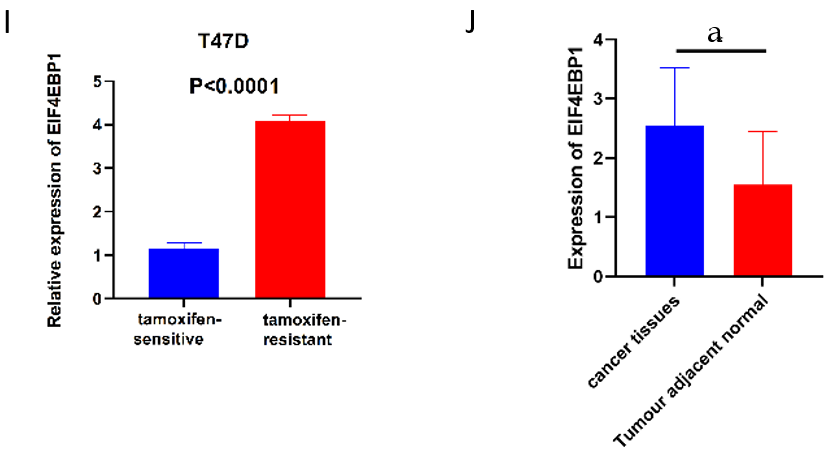 I
T47D
P<0.0001
Relative expression of EIF4EBP1
5
4
3
2
1
0
tamoxifen-
sensitive
tamoxifen-
resistant
J
a
Expression of EIF4EBP1
4
3
2
1
0
cancer tissues
Tumour adjacent normal